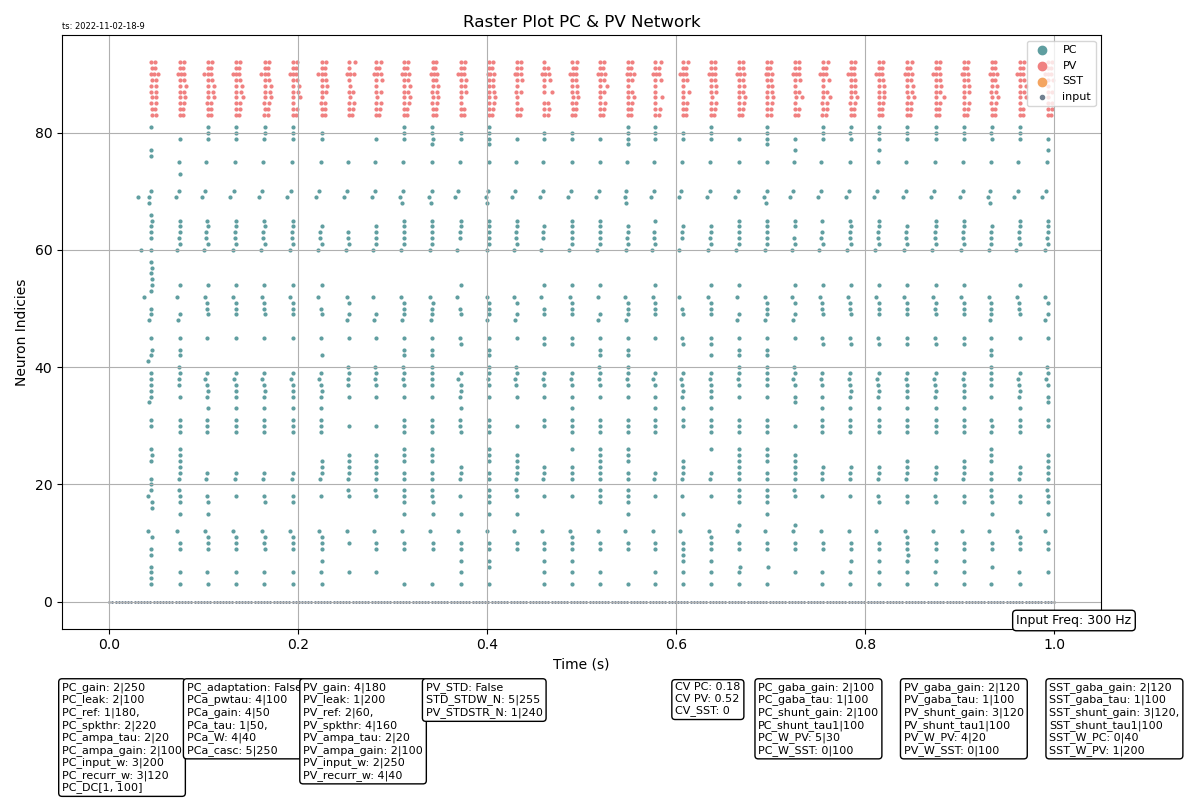 ts: 2022-11-02-18-9
Raster Plot PC & PV Network
PC
PV
SST
input
Neuron Indicies
80
60
40
20
0
0.0
0.2
0.4
0.6
0.8
1.0
Input Freq: 300 Hz
Time (s)
PC_gain: 2|250
PC_leak: 2|100
PC_ref: 1|180,
PC_spkthr: 2|220
PC_ampa_tau: 2|20
PC_ampa_gain: 2|100
PC_input_w: 3|200
PC_recurr_w: 3|120
PC_DC[1, 100]
PC_adaptation: False
PCa_pwtau: 4|100
PCa_gain: 4|50
PCa_tau: 1|50,
PCa_W: 4|40
PCa_casc: 5|250
PV_gain: 4|180
PV_leak: 1|200
PV_ref: 2|60,
PV_spkthr: 4|160
PV_ampa_tau: 2|20
PV_ampa_gain: 2|100
PV_input_w: 2|250
PV_recurr_w: 4|40
PV_STD: False
STD_STDW_N: 5|255
PV_STDSTR_N: 1|240
CV PC: 0.18
CV PV: 0.52
CV_SST: 0
PC_gaba_gain: 2|100
PC_gaba_tau: 1|100
PC_shunt_gain: 2|100
PC_shunt_tau1|100
PC_W_PV: 5|30
PC_W_SST: 0|100
PV_gaba_gain: 2|120
PV_gaba_tau: 1|100
PV_shunt_gain: 3|120
PV_shunt_tau1|100
PV_W_PV: 4|20
PV_W_SST: 0|100
SST_gaba_gain: 2|120
SST_gaba_tau: 1|100
SST_shunt_gain: 3|120,
SST_shunt_tau1|100
SST_W_PC: 0|40
SST_W_PV: 1|200